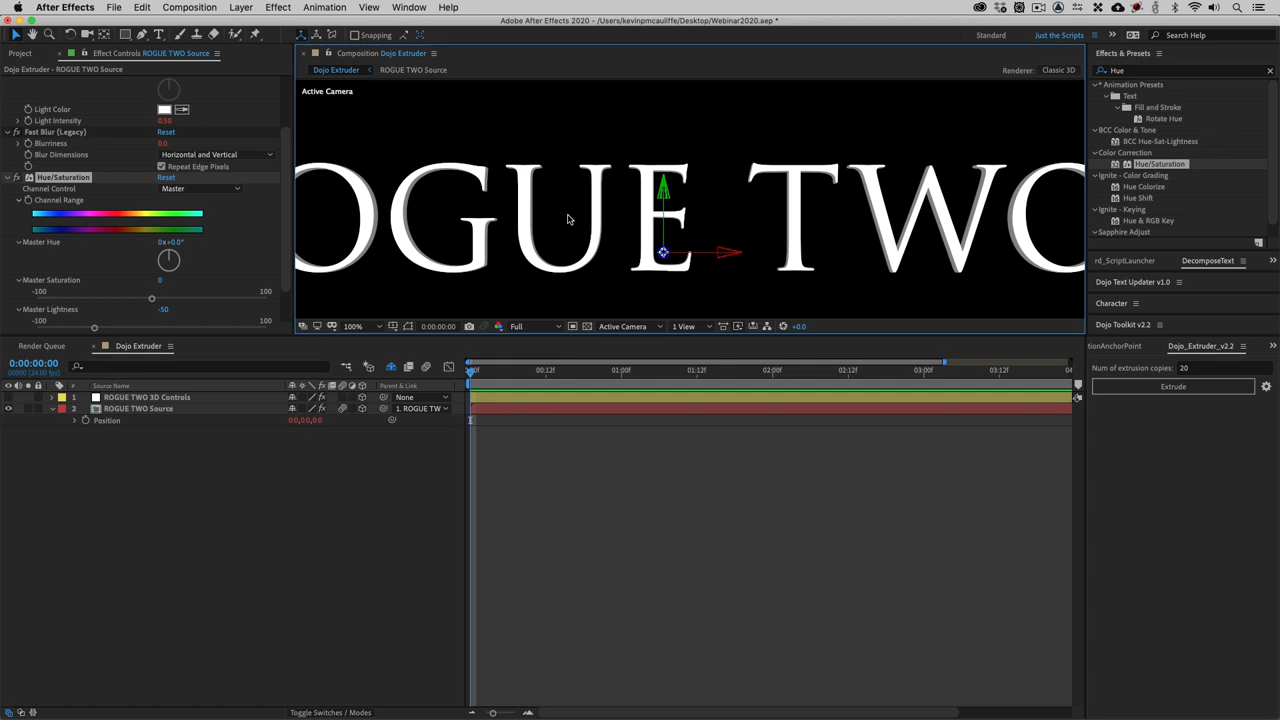 After Effects File Edit Composition Layer Effect Animation View Window Help
Adobe After Effects 2020 - /Users/kevinpmcauliffe/Desktop/Webinar2020.aep *
Snapping Standard Just the Scripts Search Help
Project Effect Controls ROGUE TWO Source
Dojo Extruder • ROGUE TWO Source
Light Color
Light Intensity 0.50
Fast Blur (Legacy) Reset
Blurriness 0.0
Blur Dimensions Horizontal and Vertical
Repeat Edge Pixels
Hue/Saturation Reset
Channel Control Master
Channel Range
Master Hue 0x+0.0°
Master Saturation 0
-100 100
Master Lightness -50
-100 100
Composition Dojo Extruder
Dojo Extruder ROGUE TWO Source Renderer: Classic 3D
Active Camera
OGUE TWO
100% 0:00:00:00 Full Active Camera 1 View +0.0
Effects & Presets
Hue
* Animation Presets
Text
Fill and Stroke
Rotate Hue
BCC Color & Tone
BCC Hue-Sat-Lightness
Color Correction
Hue/Saturation
Ignite - Color Grading
Hue Colorize
Hue Shift
Ignite - Keying
Hue & RGB Key
Sapphire Adjust
rd_ScriptLauncher DecomposeText
Dojo Text Updater v1.0
Character
Dojo Toolkit v2.2
tionAnchorPoint Dojo_Extruder_v2.2
Num of extrusion copies: 20
Extrude
Render Queue Dojo Extruder
0:00:00:00
00000 (24.00 fps)
:00f 00:12f 01:00f 01:12f 02:00f 02:12f 03:00f 03:12f 04
# Source Name Parent & Link
1 ROGUE TWO 3D Controls None
2 ROGUE TWO Source 1. ROGUE TW
Position 0.0,0.0,0.0
Toggle Switches / Modes